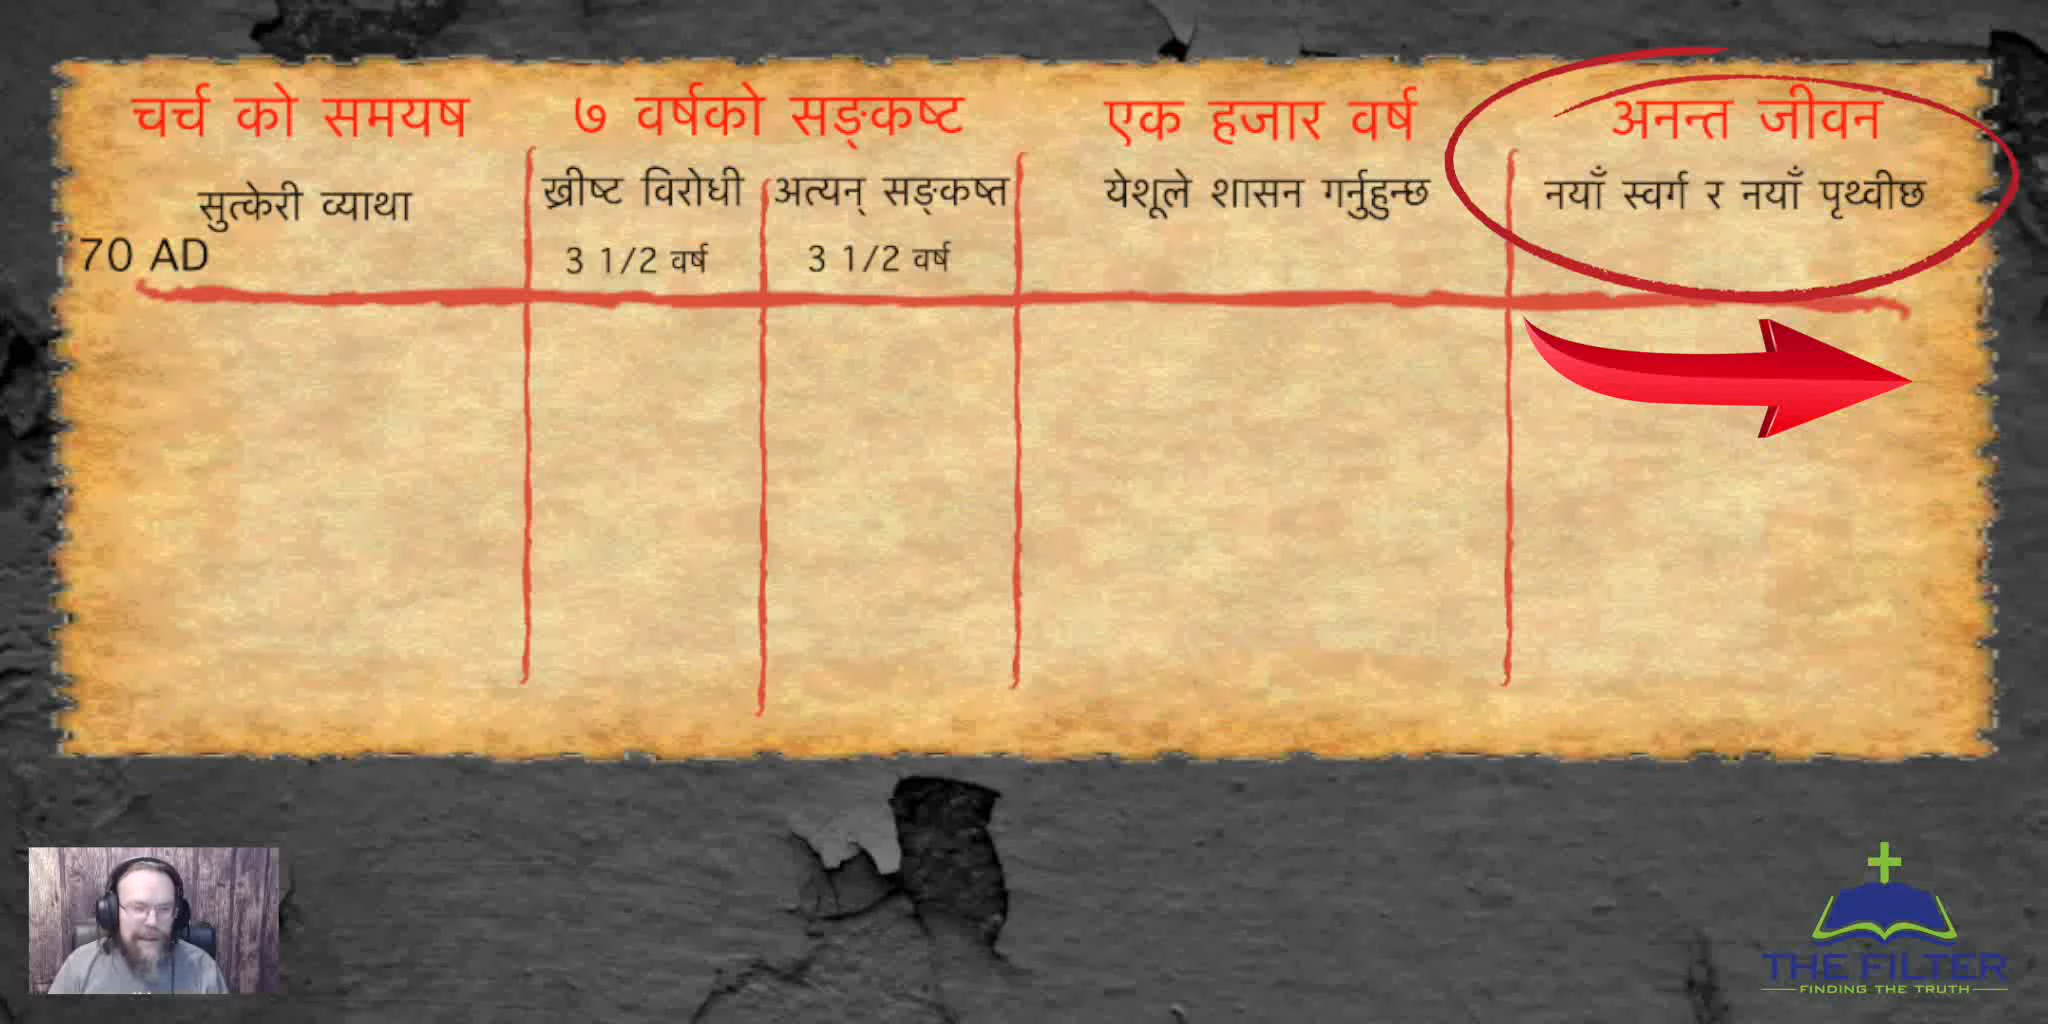 चर्च को समयष
७ वर्षको सङ्कष्ट
एक हजार वर्ष
अनन्त जीवन
सुत्केरी व्याथा
ख्रीष्ट विरोधी
अत्यन् सङ्कष्त
येशूले शासन गर्नुहुन्छ
नयाँ स्वर्ग र नयाँ पृथ्वीछ
70 AD
3 1/2 वर्ष
3 1/2 वर्ष
THE FILTER
FINDING THE TRUTH